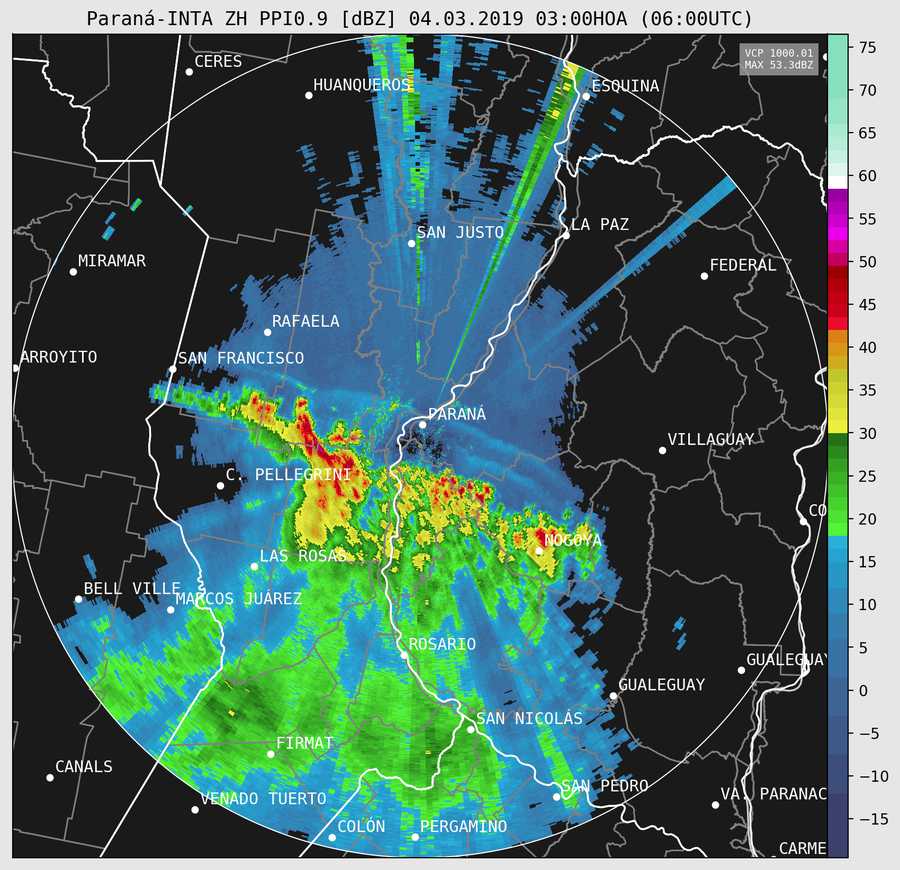 Paraná-INTA ZH PPI0.9 [dBZ] 04.03.2019 03:00HOA (06:00UTC)
VCP 1000.01
MAX 53.3dBZ
CERES
HUANQUEROS
ESQUINA
SAN JUSTO
LA PAZ
MIRAMAR
FEDERAL
RAFAELA
ARROYITO
SAN FRANCISCO
PARANÁ
VILLAGUAY
C. PELLEGRINI
CO
NOGOYA
LAS ROSAS
BELL VILLE
MARCOS JUÁREZ
ROSARIO
GUALEGUAY
GUALEGUAY
SAN NICOLÁS
FIRMAT
CANALS
SAN PEDRO
VENADO TUERTO
VA. PARANAC
COLÓN
PERGAMINO
CARME
75
70
65
60
55
50
45
40
35
30
25
20
15
10
5
0
−5
−10
−15